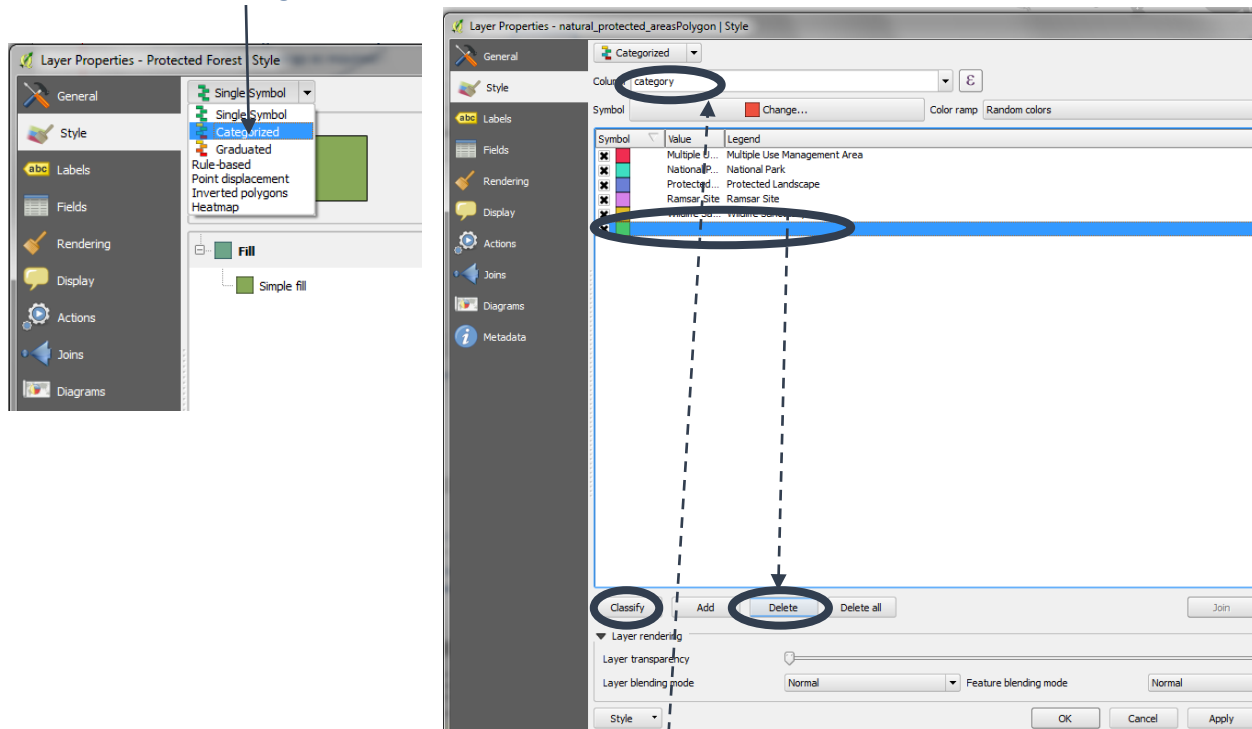 Layer Properties - Protected Forest | Style
General
Style
Labels
Fields
Rendering
Display
Actions
Joins
Diagrams
abc
Single Symbol
Single Symbol
Categorized
Graduated
Rule-based
Point displacement
Inverted polygons
Heatmap
Fill
Simple fill
Layer Properties - natural_protected_areasPolygon | Style
General
Style
Labels
Fields
Rendering
Display
Actions
Joins
Diagrams
Metadata
abc
Categorized
Column category ε
Symbol Change... Color ramp Random colors
Symbol Value Legend
Multiple U... Multiple Use Management Area
National P... National Park
Protected... Protected Landscape
Ramsar Site Ramsar Site
Classify Add Delete Delete all Join
Layer rendering
Layer transparency
Layer blending mode Normal Feature blending mode Normal
Style OK Cancel Apply